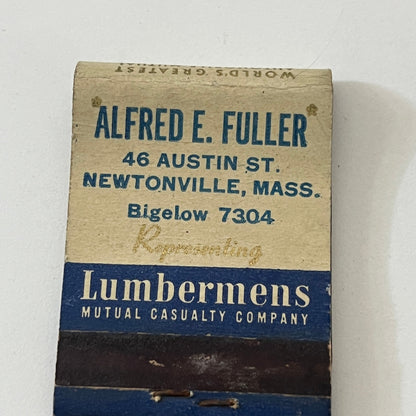 WORLD'S GREATEST
ALFRED E. FULLER
46 AUSTIN ST.
NEWTONVILLE, MASS.
Bigelow 7304
Representing
Lumbermens
MUTUAL CASUALTY COMPANY